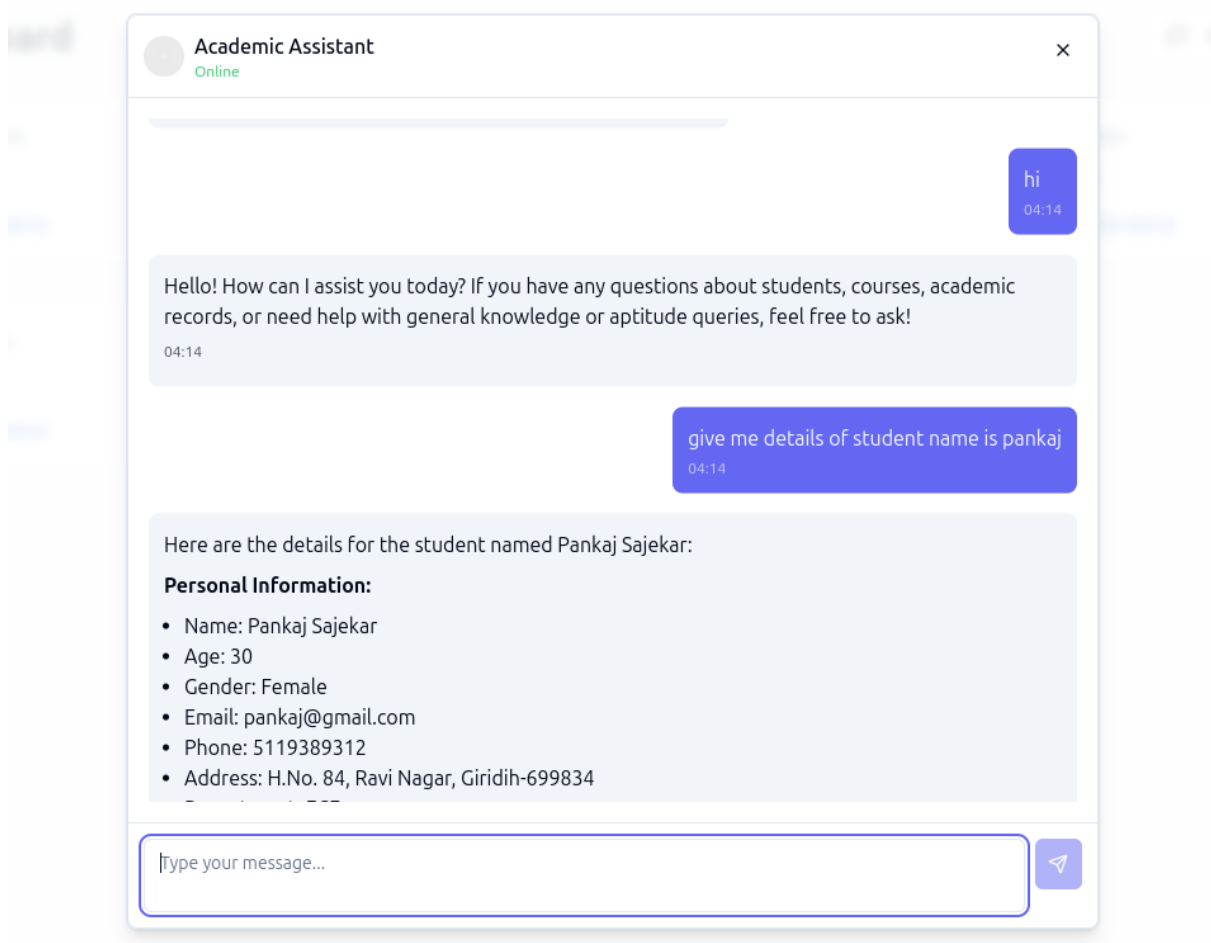 Academic Assistant
Online
hi
04:14
Hello! How can I assist you today? If you have any questions about students, courses, academic
records, or need help with general knowledge or aptitude queries, feel free to ask!
04:14
give me details of student name is pankaj
04:14
Here are the details for the student named Pankaj Sajekar:
Personal Information:
• Name: Pankaj Sajekar
• Age: 30
• Gender: Female
• Email: pankaj@gmail.com
• Phone: 5119389312
• Address: H.No. 84, Ravi Nagar, Giridih-699834
Type your message...